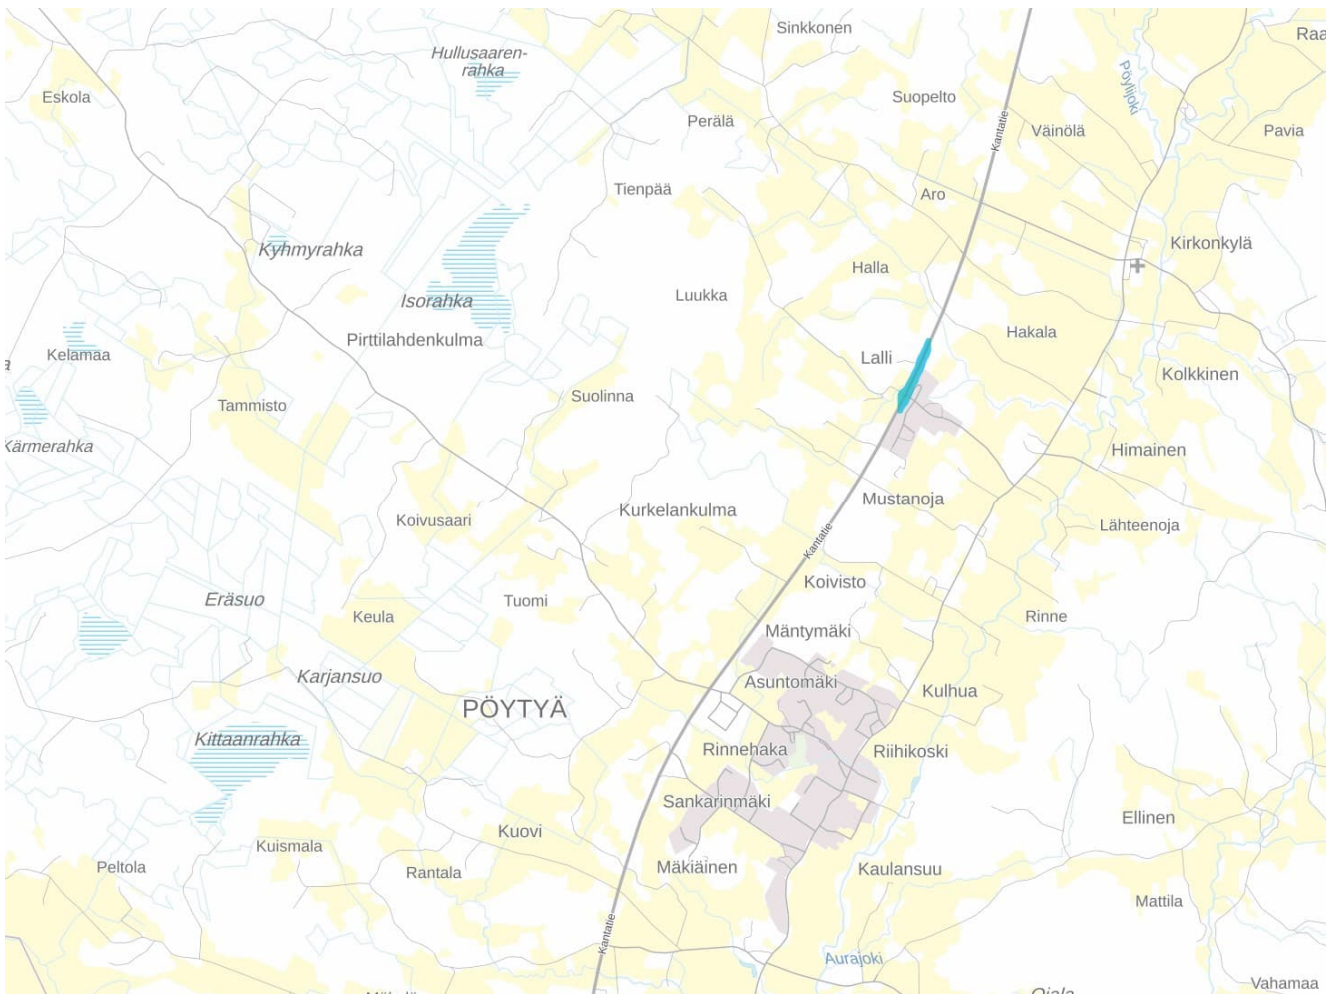 Sinkkonen
Raa
Hullusaaren-
rahka
Pöylijoki
Eskola
Suopelto
Perälä
Kantatie
Väinölä
Pavia
Tienpää
Aro
Kirkonkylä
Kyhmyrahka
Halla
Isorahka
Luukka
Pirttilahdenkulma
Hakala
Kelamaa
Lalli
Kolkkinen
Suolinna
Tammisto
Kärmerahka
Himainen
Mustanoja
Kurkelankulma
Koivusaari
Lähteenoja
Kantatie
Koivisto
Eräsuo
Tuomi
Keula
Rinne
Mäntymäki
Karjansuo
Asuntomäki
Kulhua
PÖYTYÄ
Kittaanrahka
Rinnehaka
Riihikoski
Sankarinmäki
Ellinen
Kuovi
Kuismala
Peltola
Rantala
Mäkiäinen
Kaulansuu
Mattila
Kantatie
Aurajoki
Vahamaa